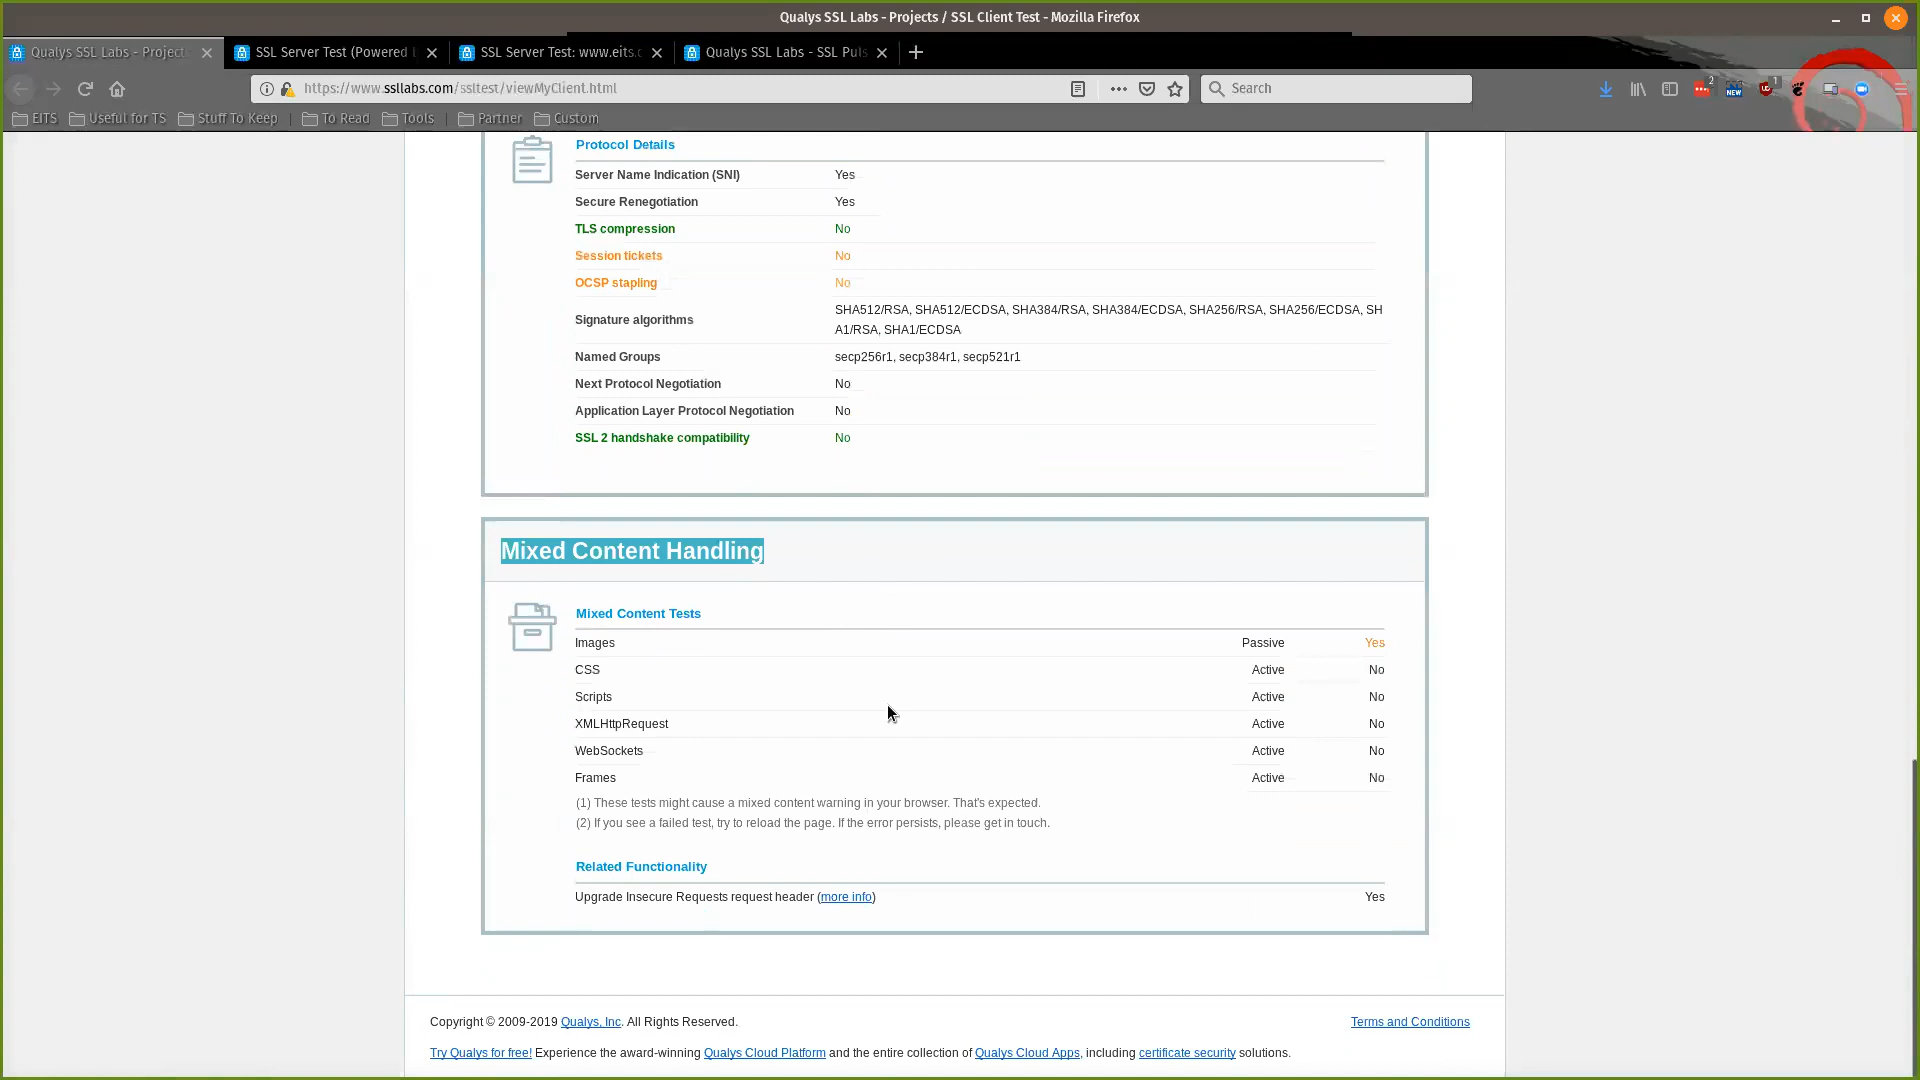 Qualys SSL Labs - Projects / SSL Client Test - Mozilla Firefox
Qualys SSL Labs - Project
SSL Server Test (Powered
SSL Server Test: www.eits.c
Qualys SSL Labs - SSL Puls
https://www.ssllabs.com/ssltest/viewMyClient.html
Search
2
NEW
1
EITS
Useful for TS
Stuff To Keep
To Read
Tools
Partner
Custom
Protocol Details
Server Name Indication (SNI) Yes
Secure Renegotiation Yes
TLS compression No
Session tickets No
OCSP stapling No
Signature algorithms SHA512/RSA, SHA512/ECDSA, SHA384/RSA, SHA384/ECDSA, SHA256/RSA, SHA256/ECDSA, SH
A1/RSA, SHA1/ECDSA
Named Groups secp256r1, secp384r1, secp521r1
Next Protocol Negotiation No
Application Layer Protocol Negotiation No
SSL 2 handshake compatibility No
Mixed Content Handling
Mixed Content Tests
Images Passive Yes
CSS Active No
Scripts Active No
XMLHttpRequest Active No
WebSockets Active No
Frames Active No
(1) These tests might cause a mixed content warning in your browser. That's expected.
(2) If you see a failed test, try to reload the page. If the error persists, please get in touch.
Related Functionality
Upgrade Insecure Requests request header (more info) Yes
Copyright © 2009-2019 Qualys, Inc. All Rights Reserved.
Terms and Conditions
Try Qualys for free! Experience the award-winning Qualys Cloud Platform and the entire collection of Qualys Cloud Apps, including certificate security solutions.